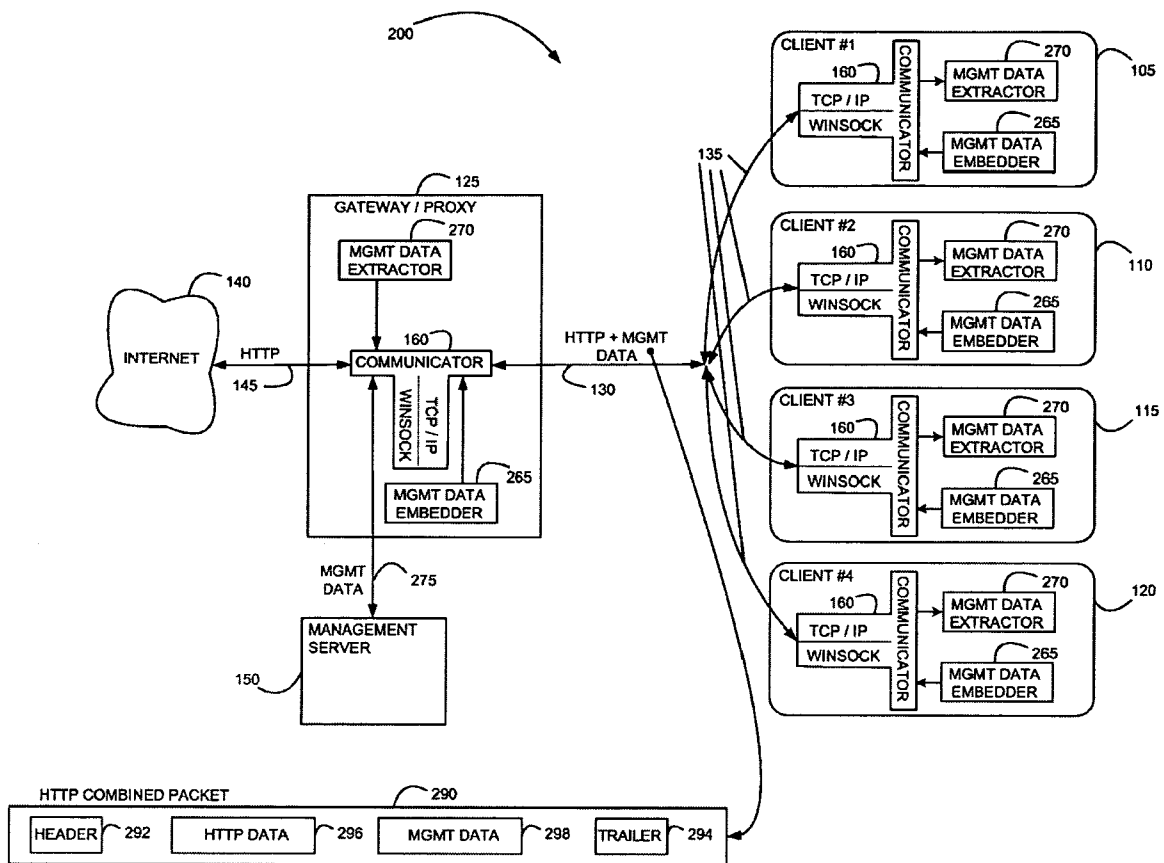 200
CLIENT #1
160
TCP / IP
WINSOCK
COMMUNICATOR
270
MGMT DATA
EXTRACTOR
265
MGMT DATA
EMBEDDER
105
135
CLIENT #2
160
TCP / IP
WINSOCK
COMMUNICATOR
270
MGMT DATA
EXTRACTOR
265
MGMT DATA
EMBEDDER
110
125
GATEWAY / PROXY
270
MGMT DATA
EXTRACTOR
140
INTERNET
HTTP
145
160
COMMUNICATOR
WINSOCK
TCP / IP
265
MGMT DATA
EMBEDDER
HTTP + MGMT
DATA
130
CLIENT #3
160
TCP / IP
WINSOCK
COMMUNICATOR
270
MGMT DATA
EXTRACTOR
265
MGMT DATA
EMBEDDER
115
MGMT
DATA
275
MANAGEMENT
SERVER
150
CLIENT #4
160
TCP / IP
WINSOCK
COMMUNICATOR
270
MGMT DATA
EXTRACTOR
265
MGMT DATA
EMBEDDER
120
HTTP COMBINED PACKET
290
HEADER
292
HTTP DATA
296
MGMT DATA
298
TRAILER
294